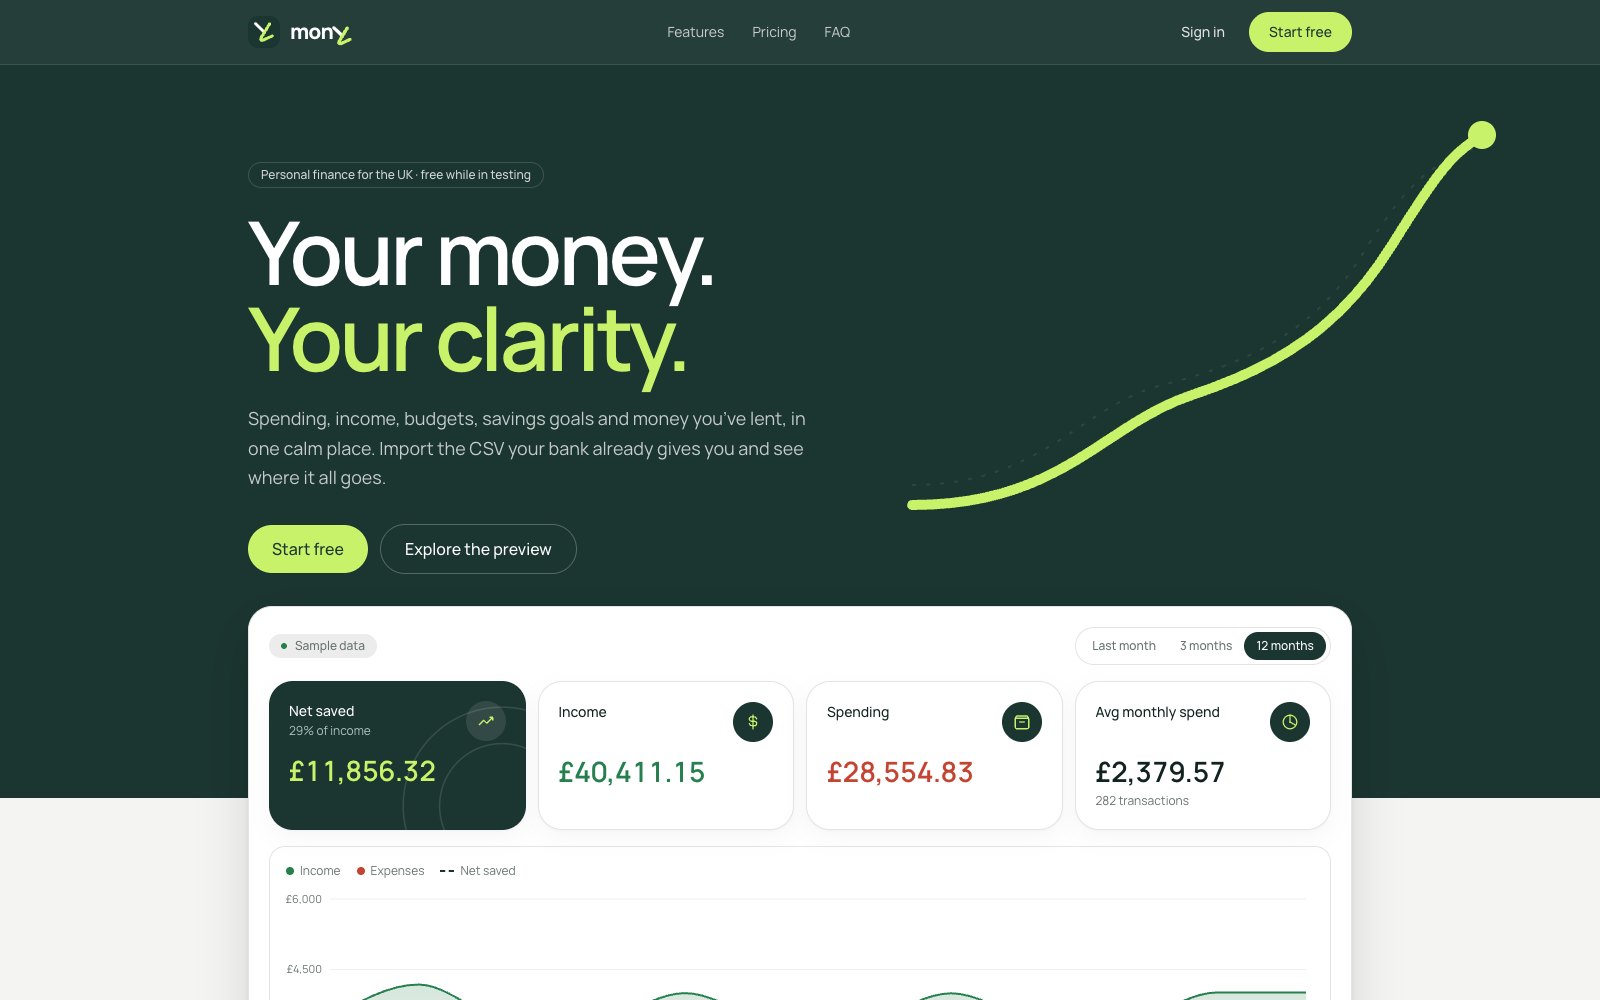 mony
Features
Pricing
FAQ
Sign in
Start free
Personal finance for the UK · free while in testing
Your money.
Your clarity.
Spending, income, budgets, savings goals and money you've lent, in
one calm place. Import the CSV your bank already gives you and see
where it all goes.
Start free
Explore the preview
Sample data
Last month
3 months
12 months
Net saved
29% of income
£11,856.32
Income
£40,411.15
Spending
£28,554.83
Avg monthly spend
£2,379.57
282 transactions
Income
Expenses
Net saved
£6,000
£4,500